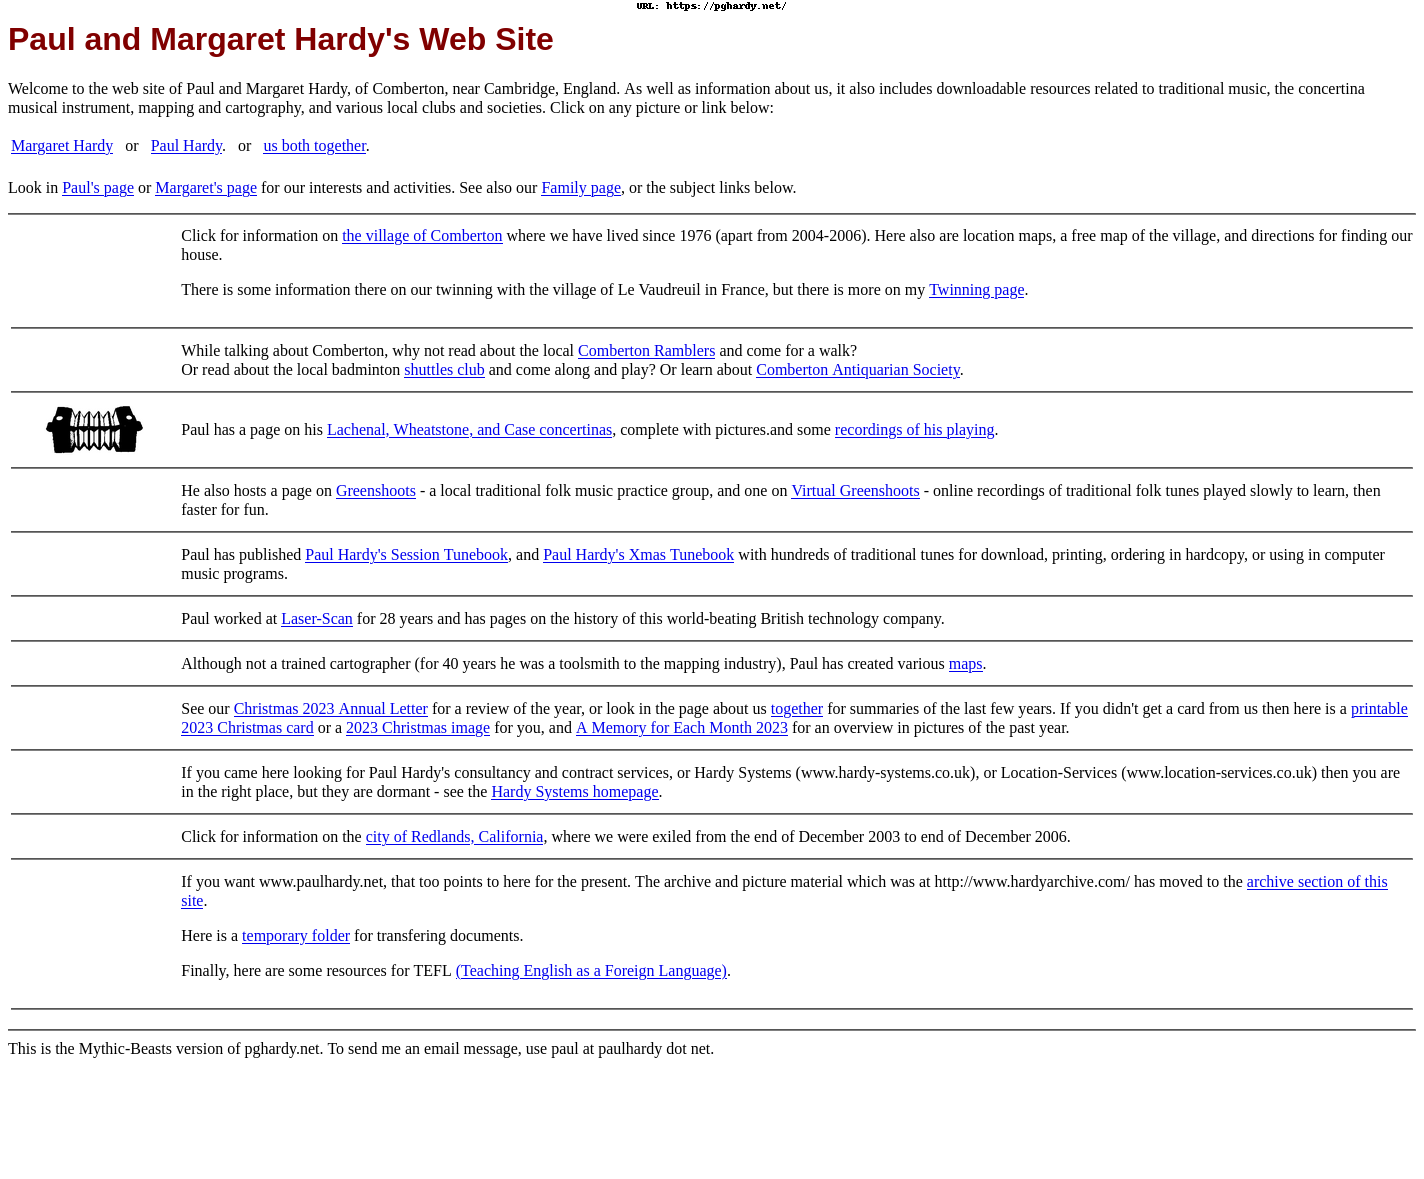 URL: https://pghardy.net/
Paul and Margaret Hardy's Web Site
Welcome to the web site of Paul and Margaret Hardy, of Comberton, near Cambridge, England. As well as information about us, it also includes downloadable resources related to traditional music, the concertina
musical instrument, mapping and cartography, and various local clubs and societies. Click on any picture or link below:
Margaret Hardy or Paul Hardy. or us both together.
Look in Paul's page or Margaret's page for our interests and activities. See also our Family page, or the subject links below.
Click for information on the village of Comberton where we have lived since 1976 (apart from 2004-2006). Here also are location maps, a free map of the village, and directions for finding our
house.
There is some information there on our twinning with the village of Le Vaudreuil in France, but there is more on my Twinning page.
While talking about Comberton, why not read about the local Comberton Ramblers and come for a walk?
Or read about the local badminton shuttles club and come along and play? Or learn about Comberton Antiquarian Society.
Paul has a page on his Lachenal, Wheatstone, and Case concertinas, complete with pictures.and some recordings of his playing.
He also hosts a page on Greenshoots - a local traditional folk music practice group, and one on Virtual Greenshoots - online recordings of traditional folk tunes played slowly to learn, then
faster for fun.
Paul has published Paul Hardy's Session Tunebook, and Paul Hardy's Xmas Tunebook with hundreds of traditional tunes for download, printing, ordering in hardcopy, or using in computer
music programs.
Paul worked at Laser-Scan for 28 years and has pages on the history of this world-beating British technology company.
Although not a trained cartographer (for 40 years he was a toolsmith to the mapping industry), Paul has created various maps.
See our Christmas 2023 Annual Letter for a review of the year, or look in the page about us together for summaries of the last few years. If you didn't get a card from us then here is a printable
2023 Christmas card or a 2023 Christmas image for you, and A Memory for Each Month 2023 for an overview in pictures of the past year.
If you came here looking for Paul Hardy's consultancy and contract services, or Hardy Systems (www.hardy-systems.co.uk), or Location-Services (www.location-services.co.uk) then you are
in the right place, but they are dormant - see the Hardy Systems homepage.
Click for information on the city of Redlands, California, where we were exiled from the end of December 2003 to end of December 2006.
If you want www.paulhardy.net, that too points to here for the present. The archive and picture material which was at http://www.hardyarchive.com/ has moved to the archive section of this
site.
Here is a temporary folder for transfering documents.
Finally, here are some resources for TEFL (Teaching English as a Foreign Language).
This is the Mythic-Beasts version of pghardy.net. To send me an email message, use paul at paulhardy dot net.